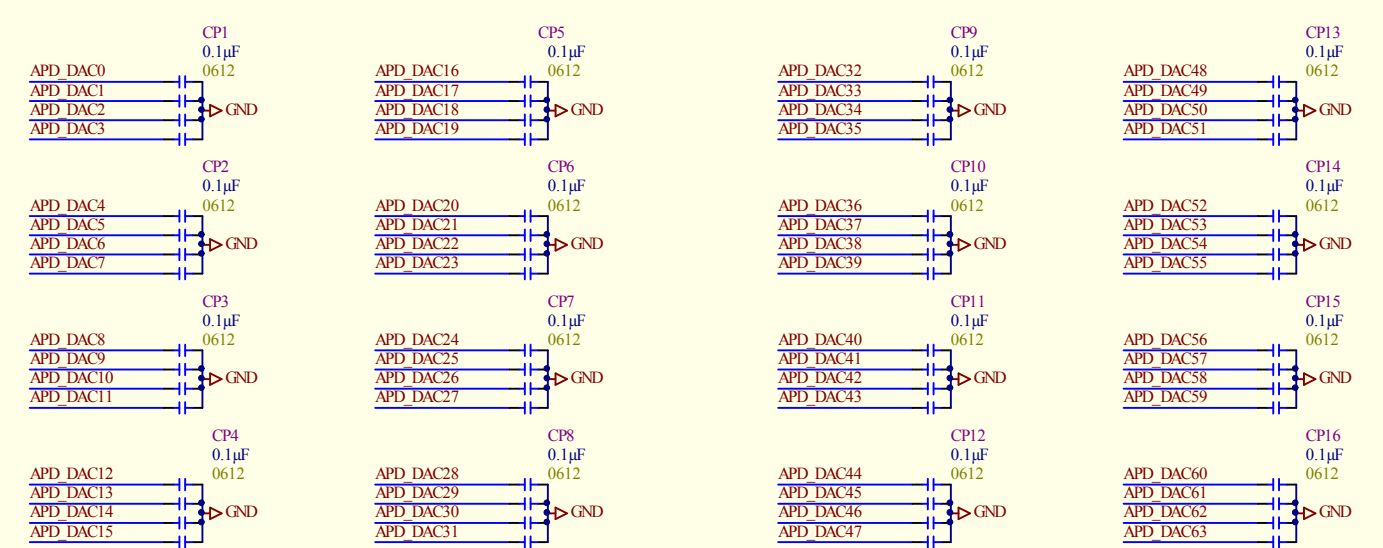 CP1
0.1µF
0612
APD_DAC0
APD_DAC1
APD_DAC2
APD_DAC3
GND
CP5
0.1µF
0612
APD_DAC16
APD_DAC17
APD_DAC18
APD_DAC19
GND
CP9
0.1µF
0612
APD_DAC32
APD_DAC33
APD_DAC34
APD_DAC35
GND
CP13
0.1µF
0612
APD_DAC48
APD_DAC49
APD_DAC50
APD_DAC51
GND
CP2
0.1µF
0612
APD_DAC4
APD_DAC5
APD_DAC6
APD_DAC7
GND
CP6
0.1µF
0612
APD_DAC20
APD_DAC21
APD_DAC22
APD_DAC23
GND
CP10
0.1µF
0612
APD_DAC36
APD_DAC37
APD_DAC38
APD_DAC39
GND
CP14
0.1µF
0612
APD_DAC52
APD_DAC53
APD_DAC54
APD_DAC55
GND
CP3
0.1µF
0612
APD_DAC8
APD_DAC9
APD_DAC10
APD_DAC11
GND
CP7
0.1µF
0612
APD_DAC24
APD_DAC25
APD_DAC26
APD_DAC27
GND
CP11
0.1µF
0612
APD_DAC40
APD_DAC41
APD_DAC42
APD_DAC43
GND
CP15
0.1µF
0612
APD_DAC56
APD_DAC57
APD_DAC58
APD_DAC59
GND
CP4
0.1µF
0612
APD_DAC12
APD_DAC13
APD_DAC14
APD_DAC15
GND
CP8
0.1µF
0612
APD_DAC28
APD_DAC29
APD_DAC30
APD_DAC31
GND
CP12
0.1µF
0612
APD_DAC44
APD_DAC45
APD_DAC46
APD_DAC47
GND
CP16
0.1µF
0612
APD_DAC60
APD_DAC61
APD_DAC62
APD_DAC63
GND